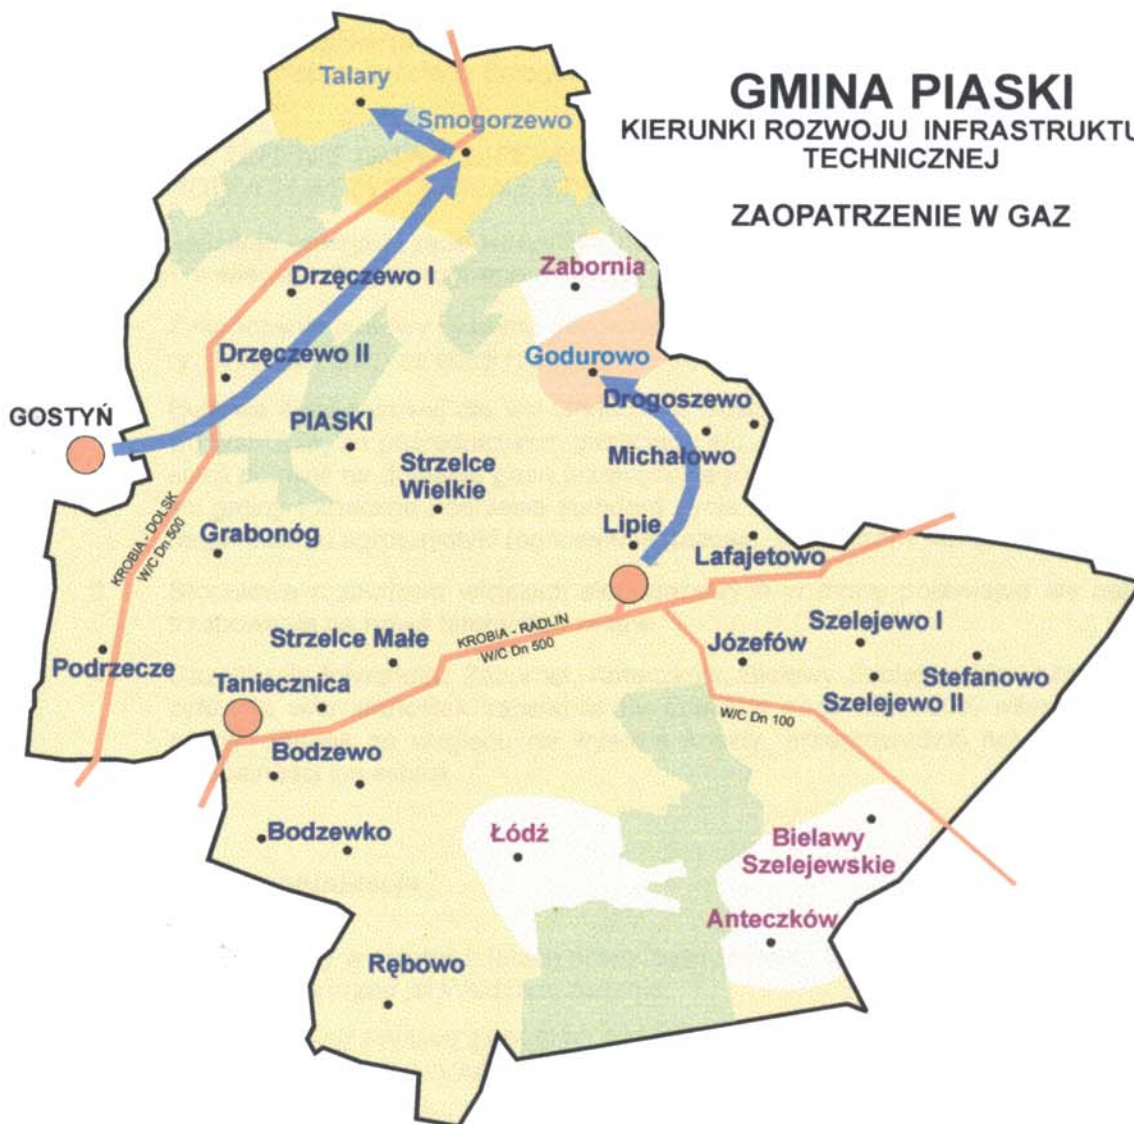 GMINA PIASKI
KIERUNKI ROZWOJU INFRASTRUKTU
TECHNICZNEJ
ZAOPATRZENIE W GAZ
Talary
Smogorzewo
Zabornia
Drzęczewo I
Drzęczewo II
Godurowo
Drogoszewo
GOSTYŃ
PIASKI
Michałowo
Strzelce
Wielkie
Lipie
Grabonóg
Lafajetowo
KROBIA - DOLSK
W/C Dn 500
KROBIA - RADLIN
W/C Dn 500
Szelejewo I
Strzelce Małe
Józefów
Podrzecze
Stefanowo
Taniecznica
Szelejewo II
W/C Dn 100
Bodzewo
Bodzewko
Łódź
Bielawy
Szelejewskie
Anteczków
Rębowo